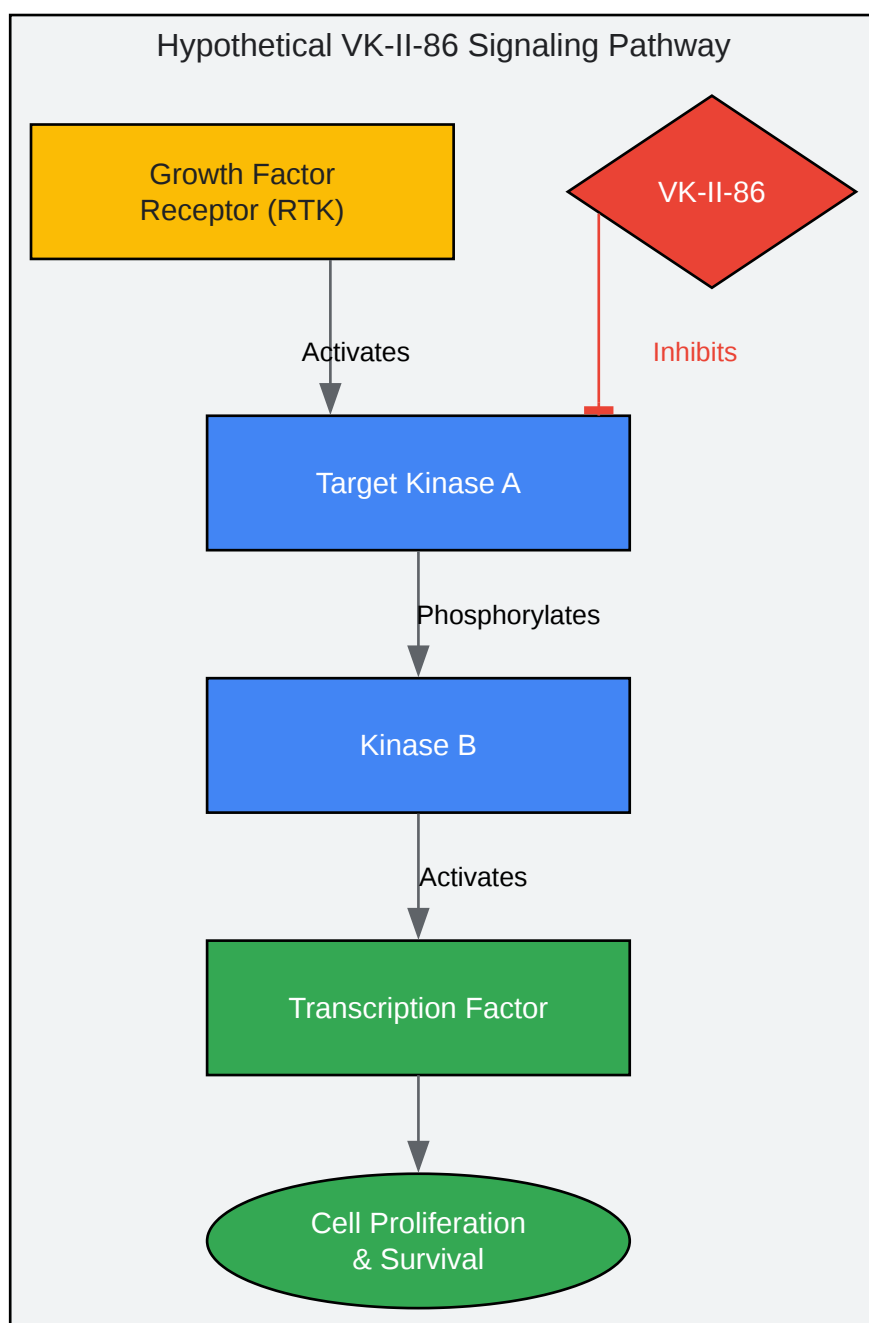 Hypothetical VK-II-86 Signaling Pathway
Growth Factor
Receptor (RTK)
VK-II-86
Activates
Inhibits
Target Kinase A
Phosphorylates
Kinase B
Activates
Transcription Factor
Cell Proliferation
& Survival